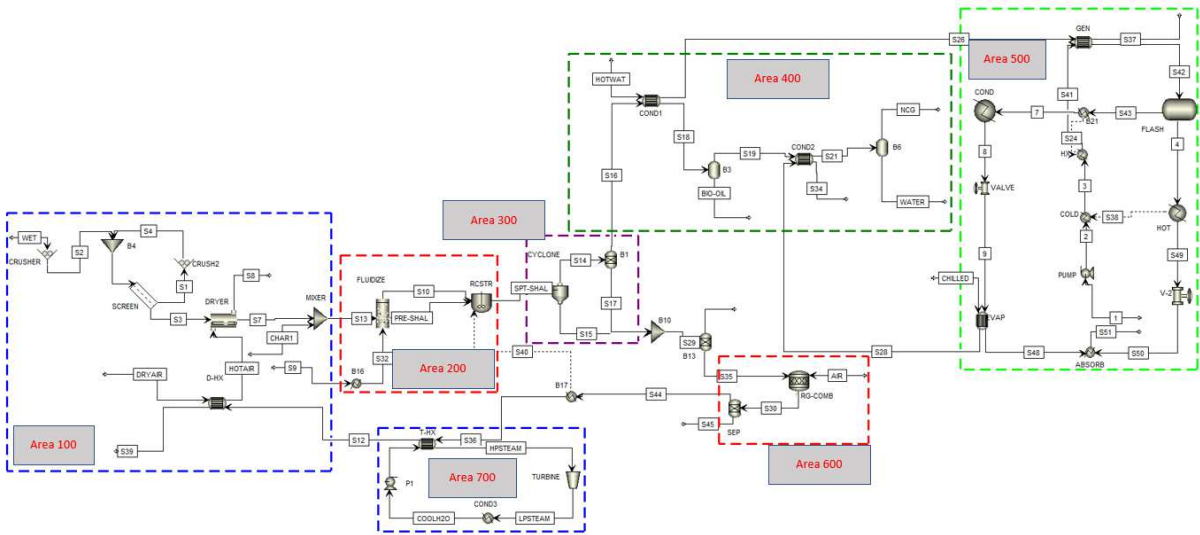 GEN
S26
S37
Area 500
Area 400
HOTWAT
COND1
S42
S41
COND
NCG
7
S43
B21
FLASH
S18
S24
HX
S19
COND2
S21
B6
8
4
B3
S16
S34
VALVE
3
BIO-OIL
WATER
COLD
S38
HOT
2
Area 300
WET
S2
S4
B4
CRUSHER
CRUSH2
CYCLONE
S14
B1
9
S49
PUMP
CHILLED
V-2
S1
S8
SCREEN
DRYER
MIXER
FLUIDIZE
S10
RCSTR
SPT-SHAL
S17
S3
S7
S13
PRE-SHAL
S15
B10
EVAP
1
S51
CHAR1
S29
B13
S28
S48
S50
ABSORB
S32
S40
Area 200
HOTAIR
S9
B16
DRYAIR
D-HX
B17
S44
S35
AIR
RG-COMB
S30
SEP
S45
Area 100
S39
S12
T-HX
S36
HPSTEAM
Area 600
Area 700
P1
TURBINE
COND3
COOLH2O
LPSTEAM